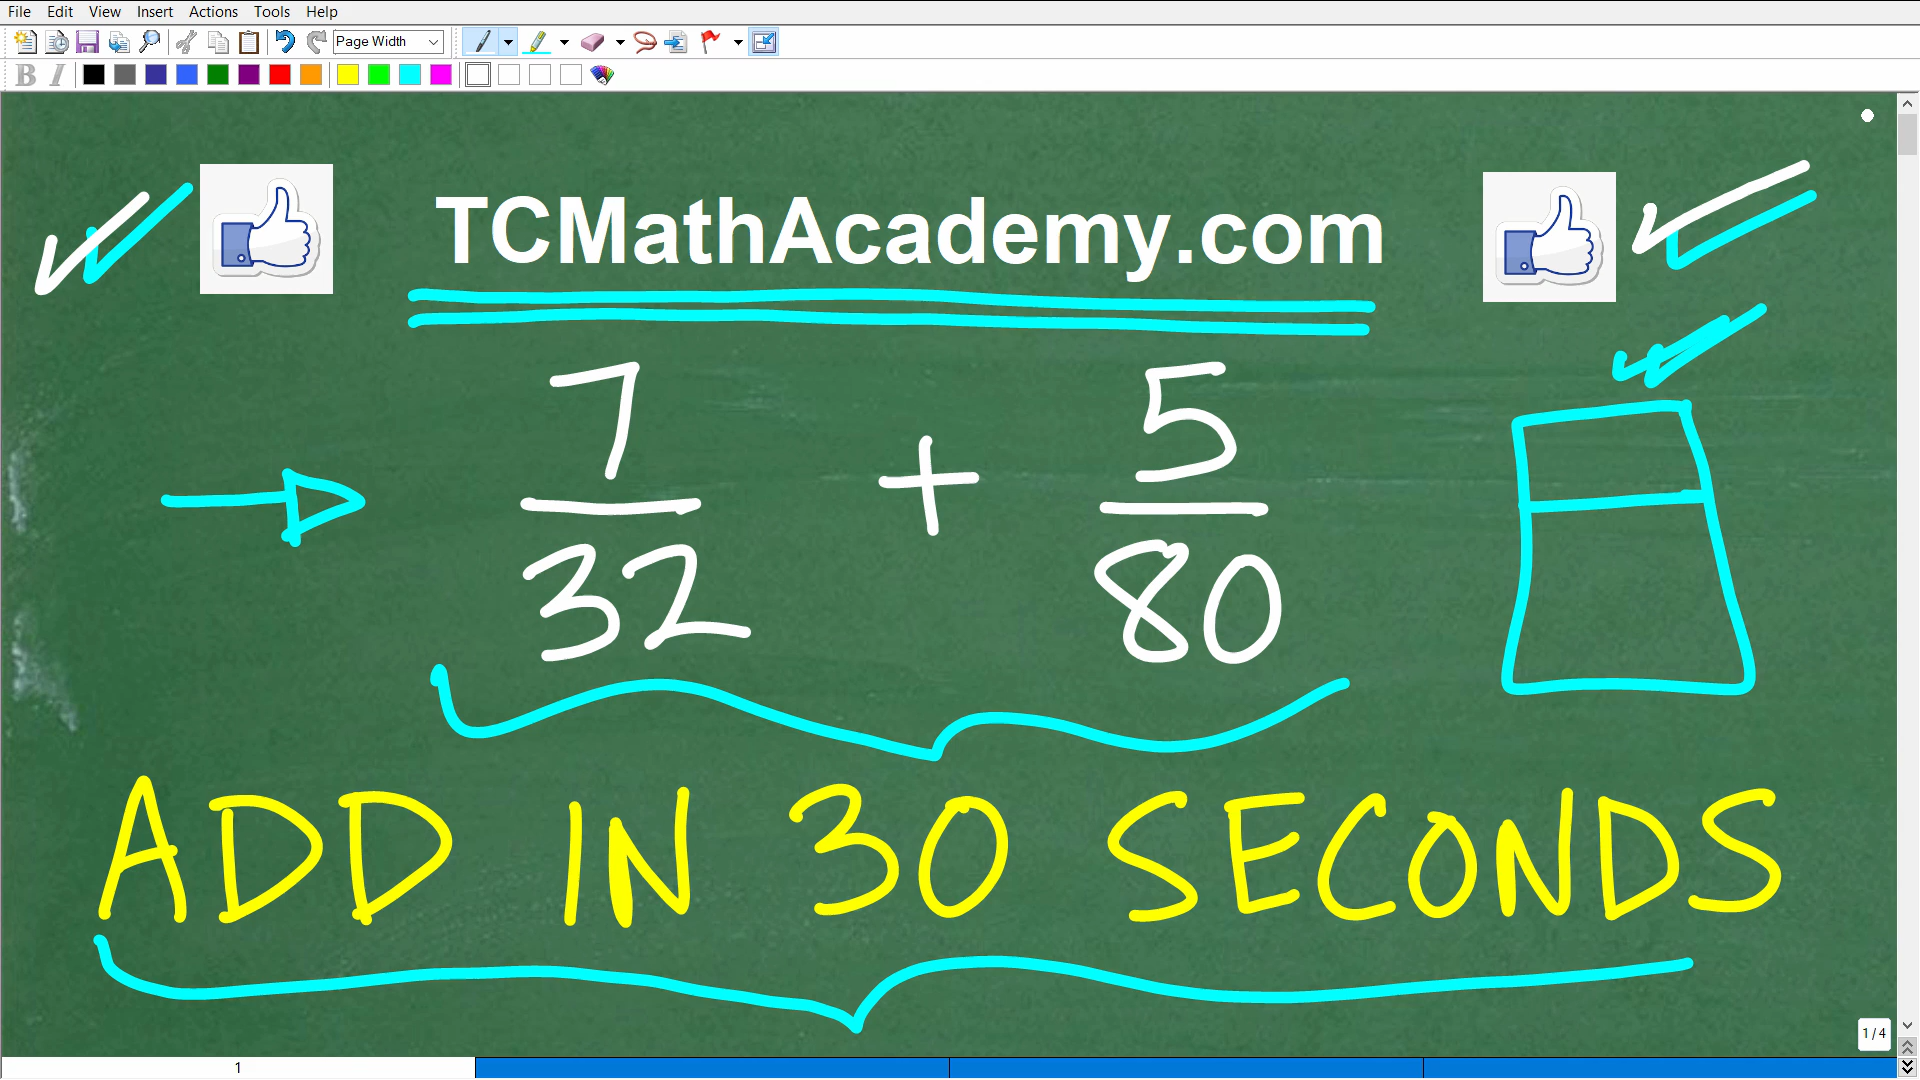 File Edit View Insert Actions Tools Help
Page Width
B I
TCMathAcademy.com
7/32 + 5/80
ADD IN 30 SECONDS
1 / 4
1